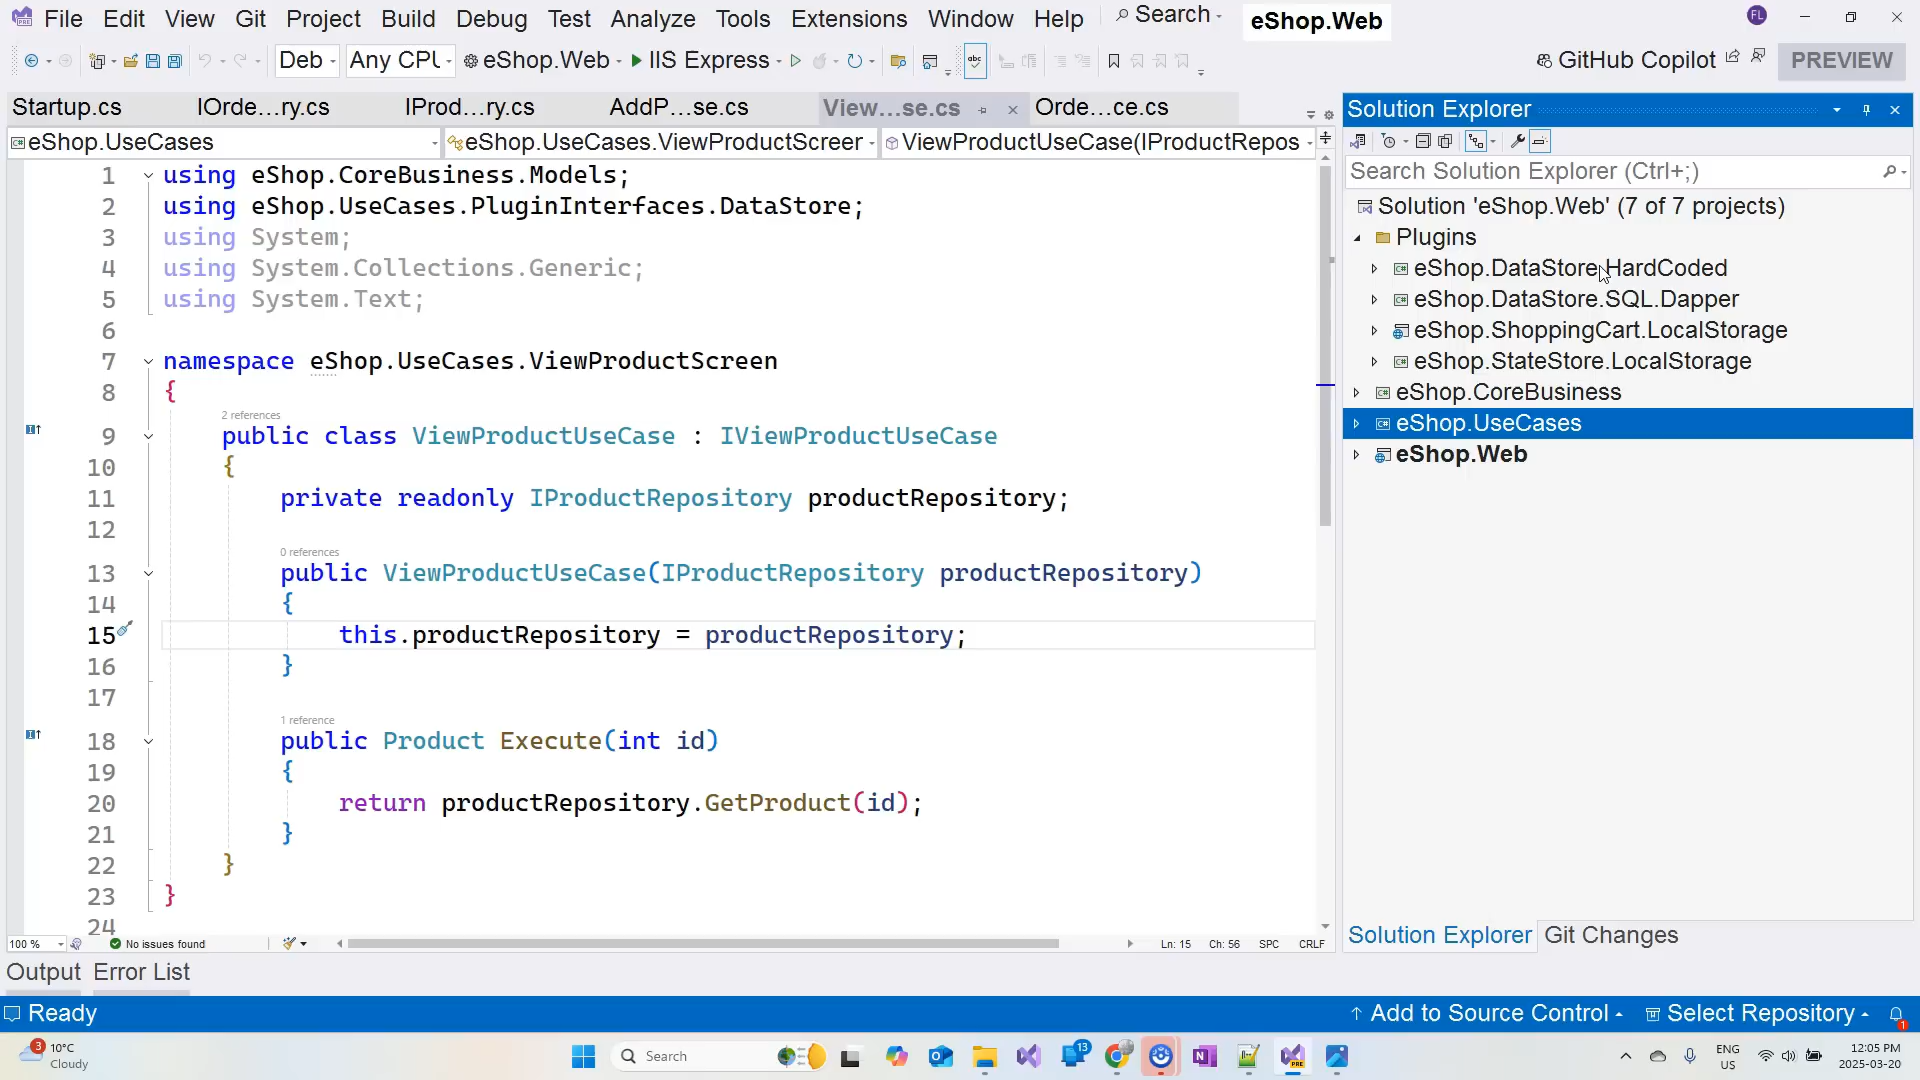 File Edit View Git Project Build Debug Test Analyze Tools Extensions Window Help Search eShop.Web FL
Deb Any CPU eShop.Web IIS Express abc GitHub Copilot PREVIEW
Startup.cs IOrde...ry.cs IProd...ry.cs AddP...se.cs View...se.cs Orde...ce.cs
eShop.UseCases eShop.UseCases.ViewProductScreer ViewProductUseCase(IProductRepos
1 using eShop.CoreBusiness.Models;
2 using eShop.UseCases.PluginInterfaces.DataStore;
3 using System;
4 using System.Collections.Generic;
5 using System.Text;
6
7 namespace eShop.UseCases.ViewProductScreen
8 {
2 references
9 public class ViewProductUseCase : IViewProductUseCase
10 {
11 private readonly IProductRepository productRepository;
12
0 references
13 public ViewProductUseCase(IProductRepository productRepository)
14 {
15 this.productRepository = productRepository;
16 }
17
1 reference
18 public Product Execute(int id)
19 {
20 return productRepository.GetProduct(id);
21 }
22 }
23 }
24
100 % No issues found Ln: 15 Ch: 56 SPC CRLF
Solution Explorer
Search Solution Explorer (Ctrl+;)
Solution 'eShop.Web' (7 of 7 projects)
Plugins
eShop.DataStore.HardCoded
eShop.DataStore.SQL.Dapper
eShop.ShoppingCart.LocalStorage
eShop.StateStore.LocalStorage
eShop.CoreBusiness
eShop.UseCases
eShop.Web
Solution Explorer Git Changes
Output Error List
Ready Add to Source Control Select Repository 1
3 10°C
Cloudy
Search
13
PRE
ENG
US
12:05 PM
2025-03-20